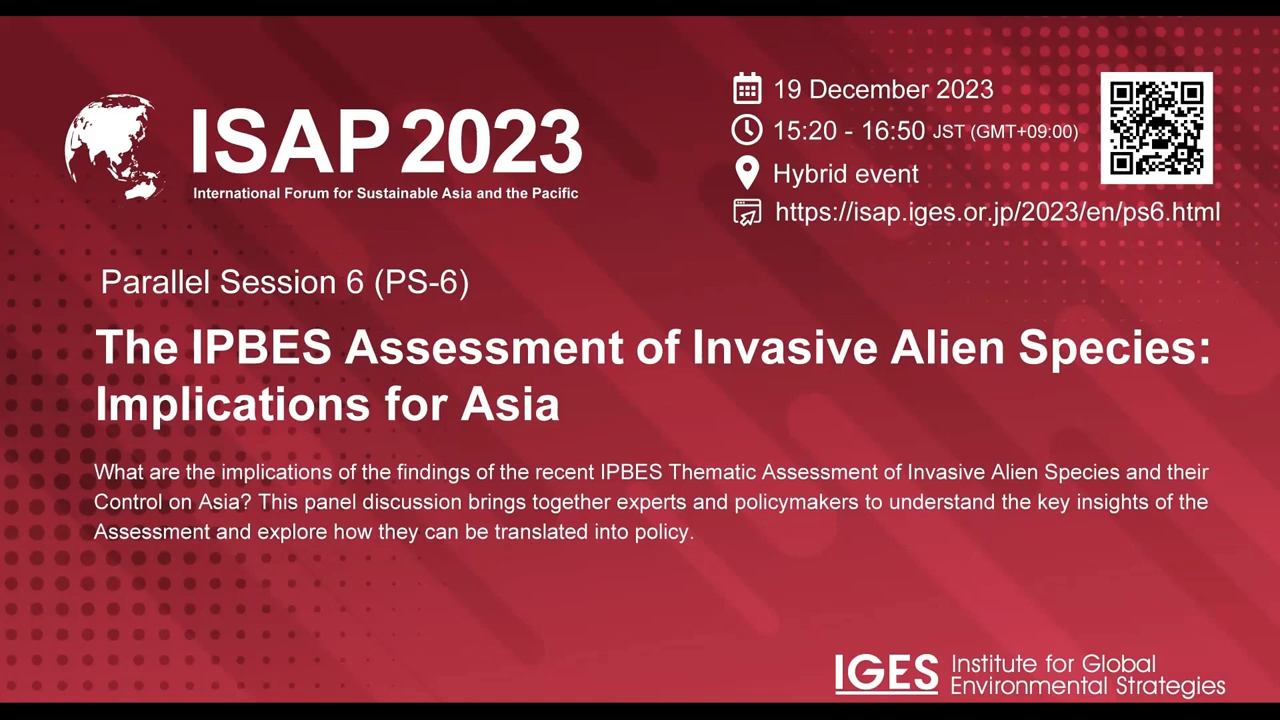 ISAP 2023
International Forum for Sustainable Asia and the Pacific
19 December 2023
15:20 - 16:50 JST (GMT+09:00)
Hybrid event
https://isap.iges.or.jp/2023/en/ps6.html
Parallel Session 6 (PS-6)
The IPBES Assessment of Invasive Alien Species:
Implications for Asia
What are the implications of the findings of the recent IPBES Thematic Assessment of Invasive Alien Species and their
Control on Asia? This panel discussion brings together experts and policymakers to understand the key insights of the
Assessment and explore how they can be translated into policy.
IGES Institute for Global
Environmental Strategies